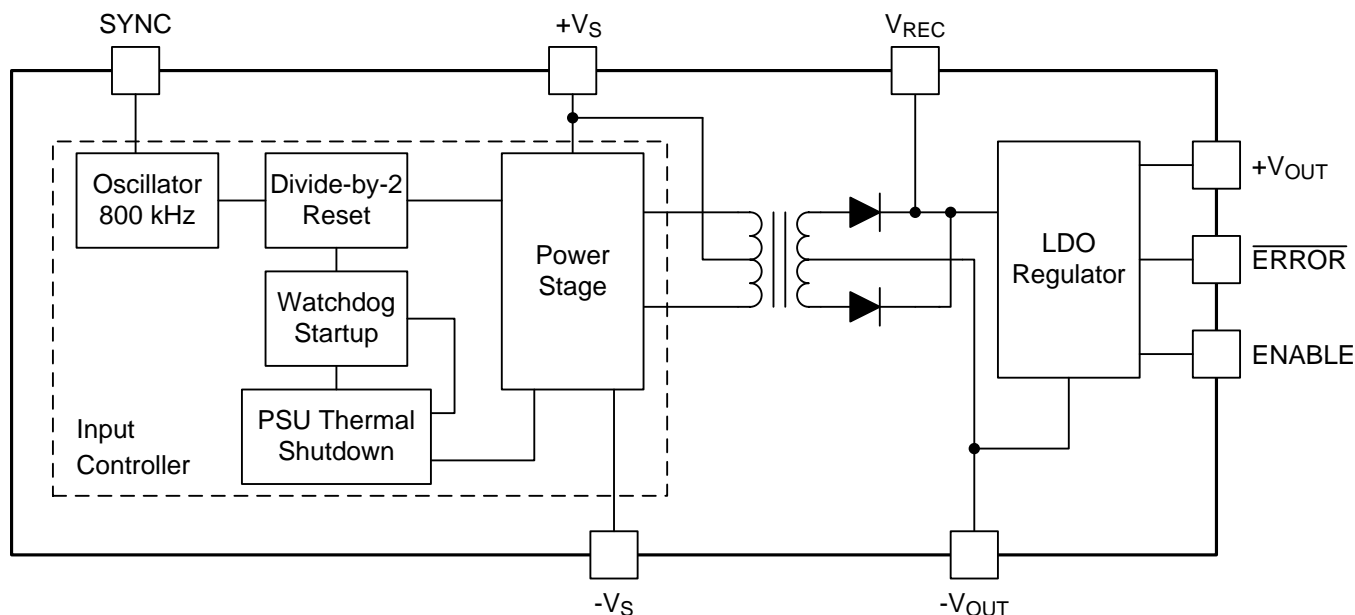 SYNC
+VS
VREC
Oscillator
800 kHz
Divide-by-2
Reset
Power
Stage
Watchdog
Startup
PSU Thermal
Shutdown
Input
Controller
LDO
Regulator
+VOUT
ERROR
ENABLE
-VS
-VOUT